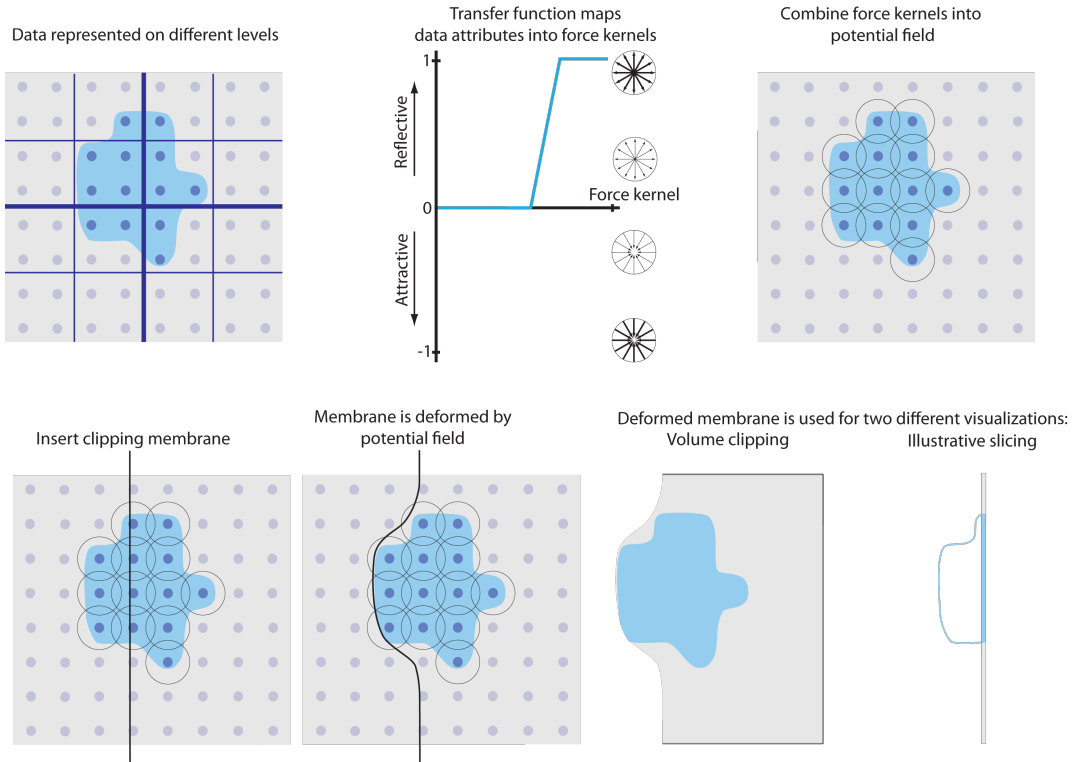 Data represented on different levels
Transfer function maps
data attributes into force kernels
1
Reflective
Force kernel
0
Attractive
-1
Combine force kernels into
potential field
Insert clipping membrane
Membrane is deformed by
potential field
Deformed membrane is used for two different visualizations:
Volume clipping
Illustrative slicing